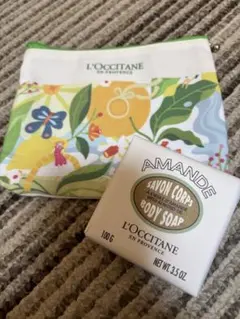 L'OCCITANE
EN PROVENCE
AMANDE
SAVON CORPS
BODY SOAP
L'OCCITANE
EN PROVENCE
100 G
NET WT. 3.5 OZ.